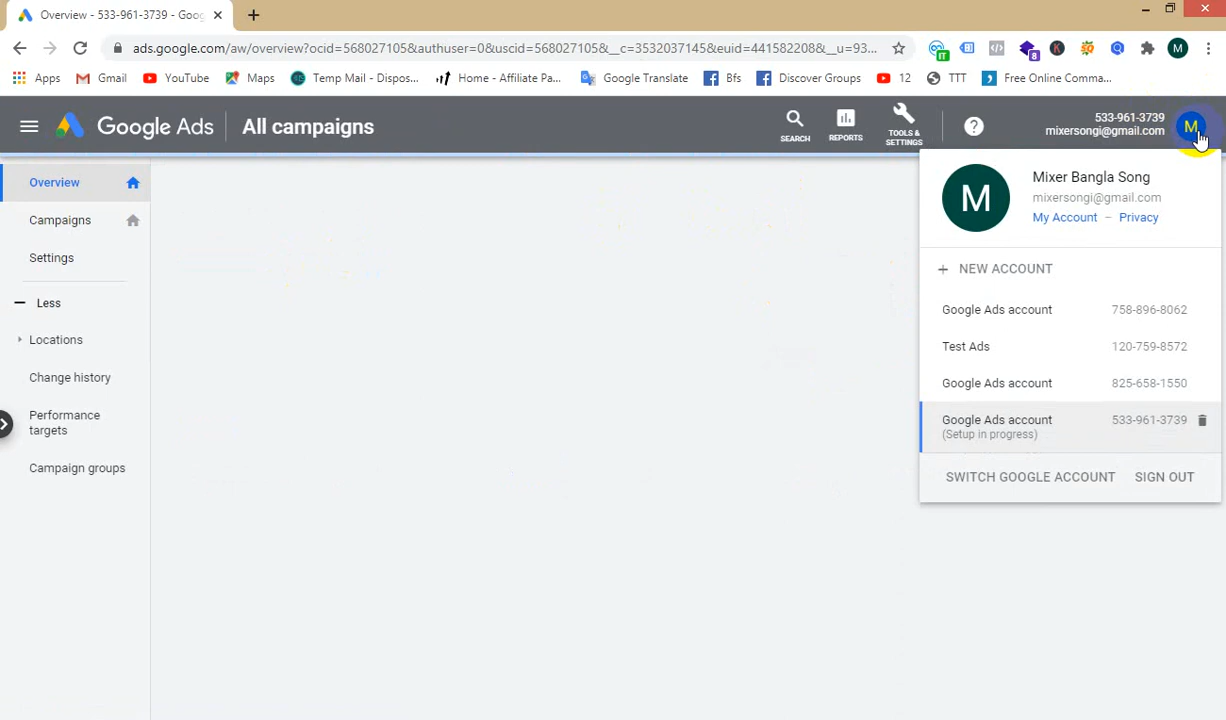 Overview - 533-961-3739 - Goog
ads.google.com/aw/overview?ocid=568027105&authuser=0&uscid=568027105&__c=3532037145&euid=441582208&__u=93...
IT
8
K
M
Apps
Gmail
YouTube
Maps
Temp Mail - Dispos...
Home - Affiliate Pa...
Google Translate
Bfs
Discover Groups
12
TTT
Free Online Comma...
Google Ads
All campaigns
SEARCH
REPORTS
TOOLS &
SETTINGS
533-961-3739
mixersongi@gmail.com
M
Overview
Campaigns
Settings
Less
Locations
Change history
Performance
targets
Campaign groups
M
Mixer Bangla Song
mixersongi@gmail.com
My Account – Privacy
+ NEW ACCOUNT
Google Ads account 758-896-8062
Test Ads 120-759-8572
Google Ads account 825-658-1550
Google Ads account 533-961-3739
(Setup in progress)
SWITCH GOOGLE ACCOUNT SIGN OUT